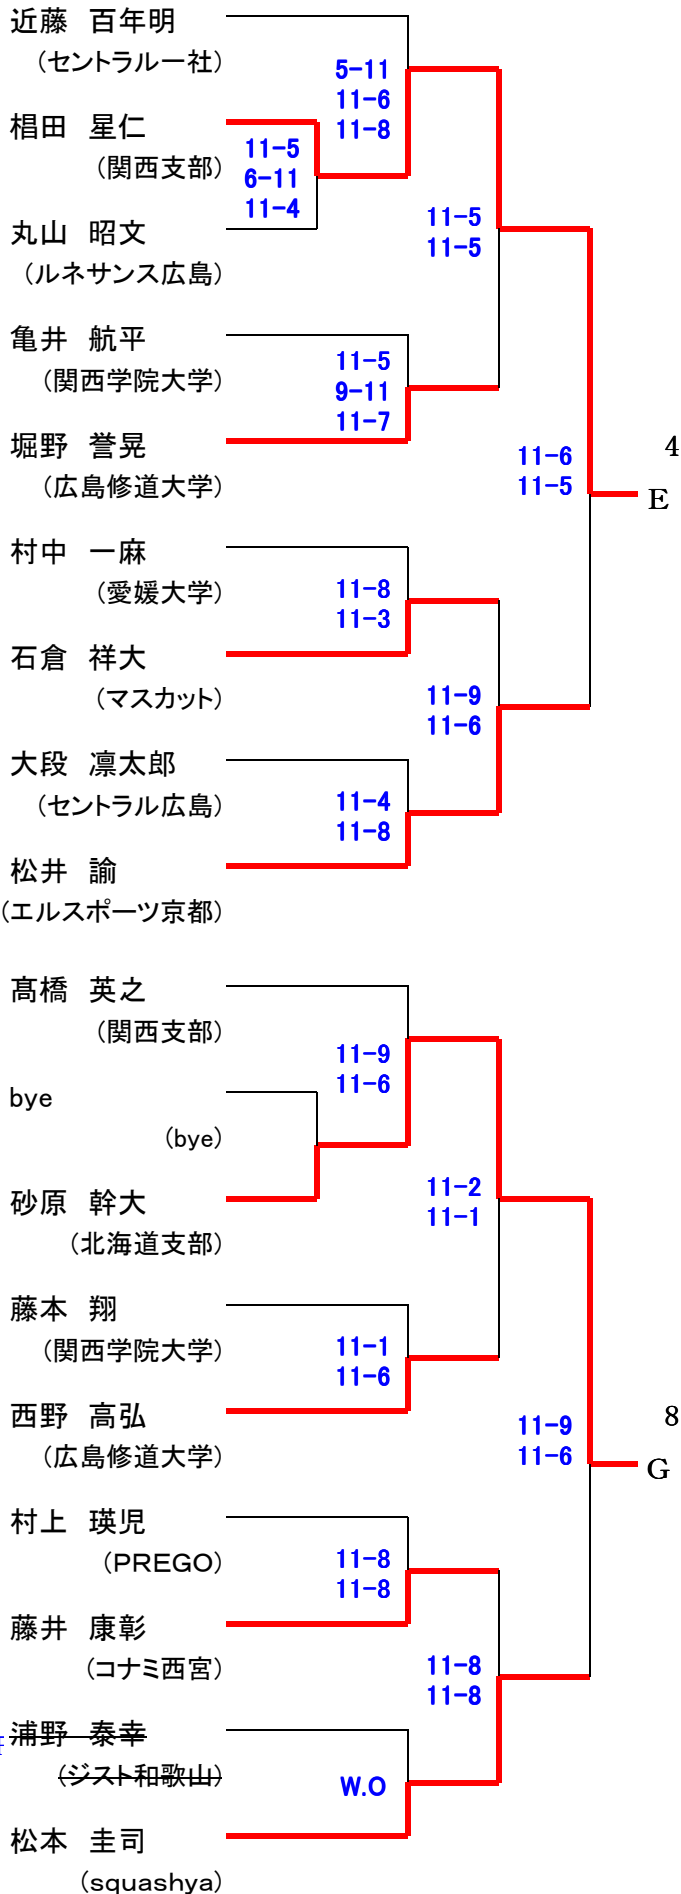 近藤 百年明
(セントラル一社)
5-11
11-6
11-8
椙田 星仁
(関西支部)
11-5
6-11
11-4
丸山 昭文
(ルネサンス広島)
11-5
11-5
亀井 航平
(関西学院大学)
11-5
9-11
11-7
堀野 誉晃
(広島修道大学)
11-6
11-5
4
E
村中 一麻
(愛媛大学)
11-8
11-3
石倉 祥大
(マスカット)
11-9
11-6
大段 凛太郎
(セントラル広島)
11-4
11-8
松井 諭
(エルスポーツ京都)
髙橋 英之
(関西支部)
11-9
11-6
bye
(bye)
砂原 幹大
(北海道支部)
11-2
11-1
藤本 翔
(関西学院大学)
11-1
11-6
西野 高弘
(広島修道大学)
11-9
11-6
8
G
村上 瑛児
(PREGO)
11-8
11-8
藤井 康彰
(コナミ西宮)
11-8
11-8
浦野 泰幸
(ジスト和歌山)
W.O
松本 圭司
(squashya)